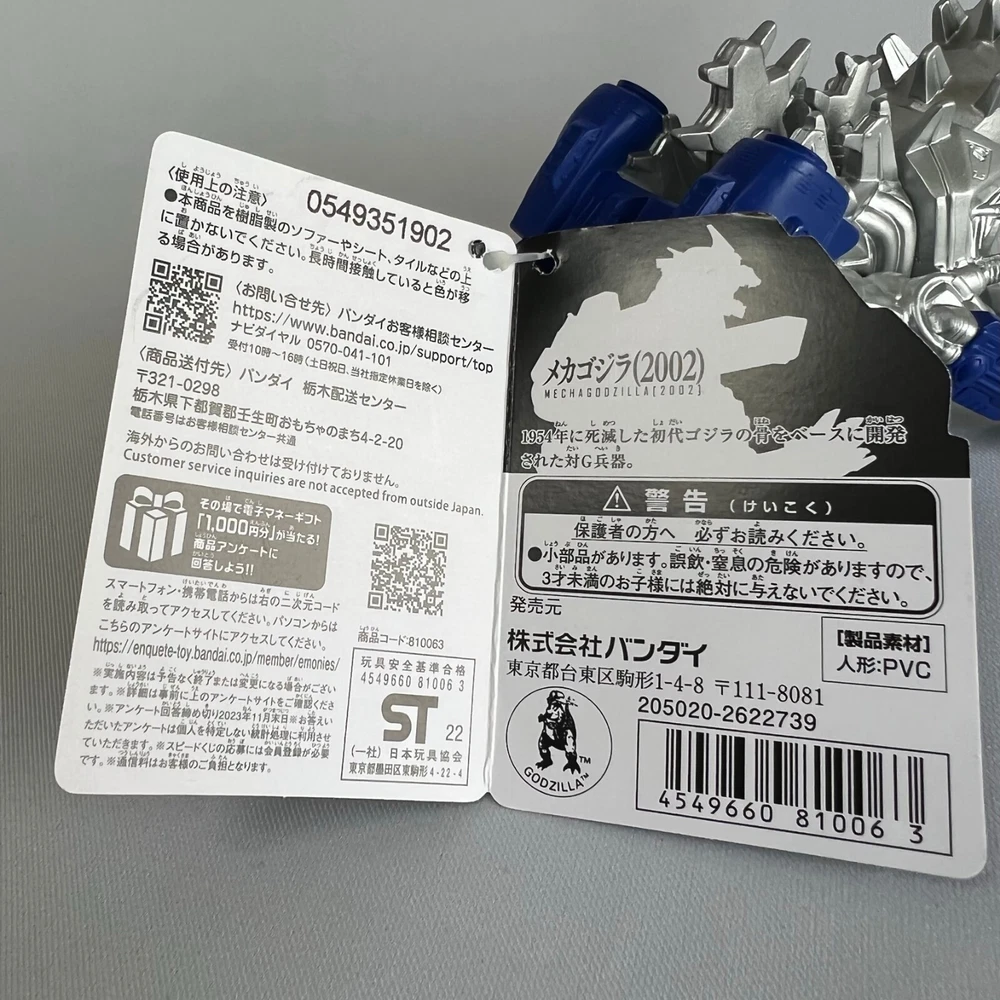 〈使用上の注意〉
0549351902
●本商品を樹脂製のソファーやシート、タイルなどの上
に置かないでください。長時間接触していると色が移
る場合があります。
〈お問い合せ先〉バンダイお客様相談センター
https://www.bandai.co.jp/support/top
ナビダイヤル 0570-041-101
受付10時～16時(土日祝日、当社指定休業日を除く)
〈商品送付先〉バンダイ 栃木配送センター
〒321-0298
栃木県下都賀郡壬生町おもちゃのまち4-2-20
電話番号はお客様相談センター共通
海外からのお問い合わせは受け付けておりません。
Customer service inquiries are not accepted from outside Japan.
その場で電子マネーギフト
「1,000円分」が当たる!
商品アンケートに
回答しよう!!
スマートフォン・携帯電話からは右の二次元コード
を読み取ってアクセスしてください。パソコンからは
こちらのアンケートサイトにアクセスしてください。
https://enquete-toy.bandai.co.jp/member/emonies/
※実施内容は予告なく終了または変更になる場合がござい
ます。※詳細は事前に上のアンケートサイトをご確認くださ
い。※アンケート回答締め切り2023年11月末日※お答えい
ただいたアンケートは個人を特定しない統計処理に利用させ
ていただきます。※スピードくじの応募には会員登録が必要
です。※通信料はお客様のご負担となります。
商品コード:810063
玩具安全基準合格
4549660 81006 3
ST 22
(一社) 日本玩具協会
東京都墨田区東駒形 4-22-4
メカゴジラ(2002)
MECHAGODZILLA[2002]
1954年に死滅した初代ゴジラの骨をベースに開発
された対G兵器。
警告 (けいこく)
保護者の方へ 必ずお読みください。
●小部品があります。誤飲・窒息の危険がありますので、
3才未満のお子様には絶対に与えないでください。
発売元
株式会社バンダイ
東京都台東区駒形1-4-8 〒111-8081
205020-2622739
【製品素材】
人形:PVC
GODZILLA™
TM
4549660 81006 3